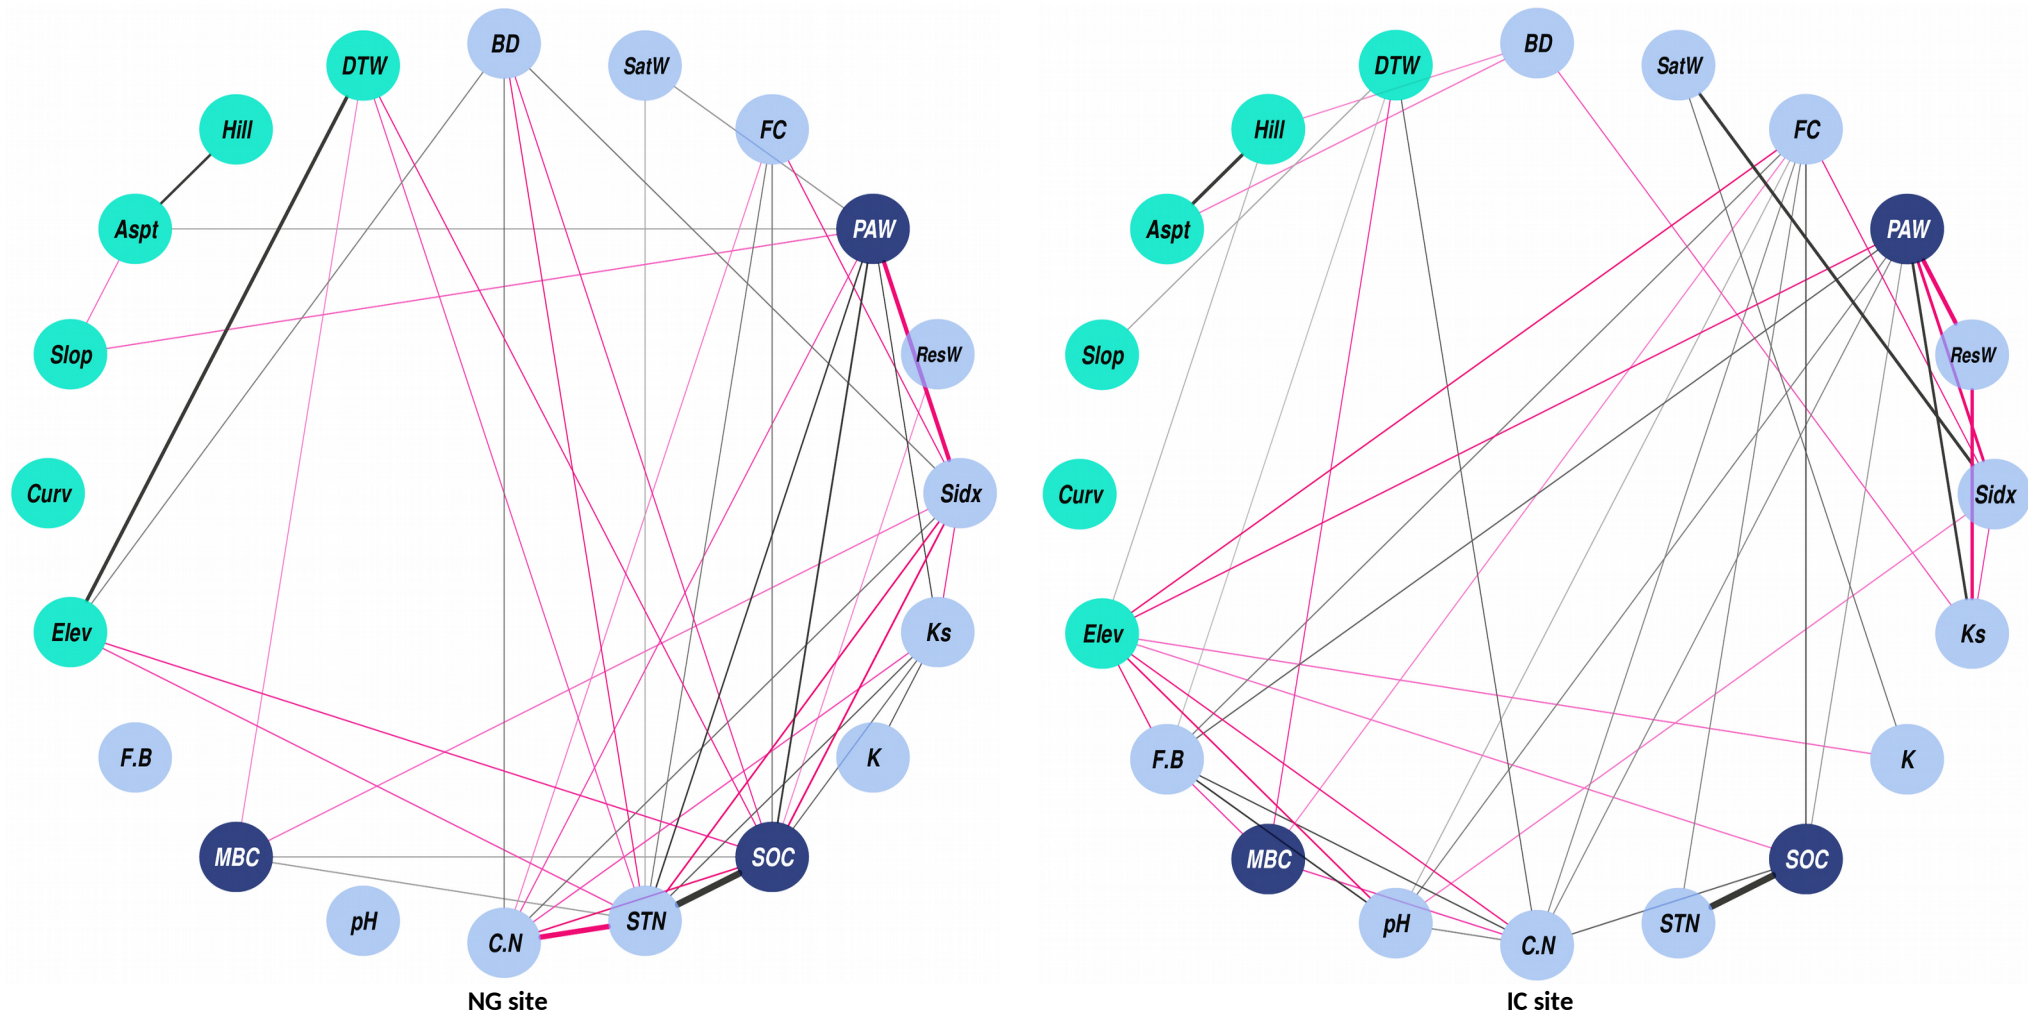 BD
DTW
SatW
Hill
FC
Aspt
PAW
Slop
ResW
Curv
Sidx
Elev
Ks
F.B
K
MBC
SOC
pH
STN
C.N
NG site
BD
DTW
SatW
Hill
FC
Aspt
PAW
Slop
ResW
Curv
Sidx
Elev
Ks
F.B
K
MBC
SOC
pH
STN
C.N
IC site